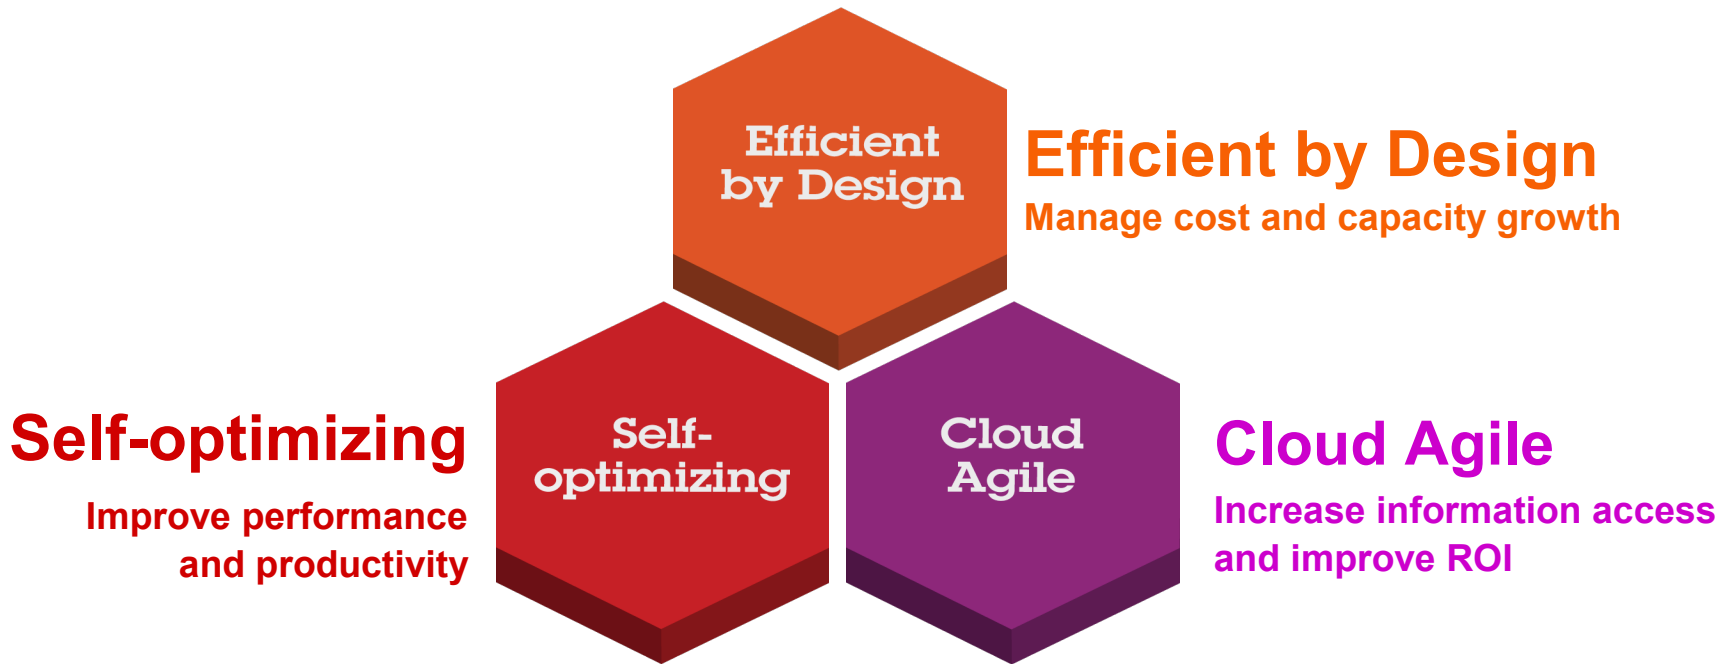 Efficient
by Design
Efficient by Design
Manage cost and capacity growth
Self-optimizing
Improve performance
and productivity
Self-
optimizing
Cloud
Agile
Cloud Agile
Increase information access
and improve ROI